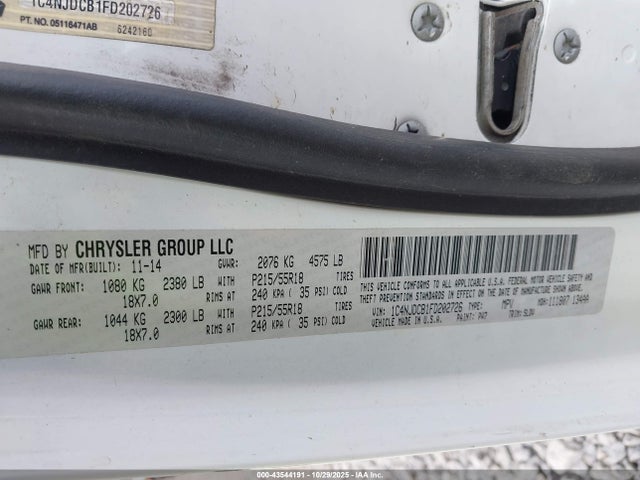 1C4NJDCB1FD202726
PT. NO. 05116471AB 6242160
MFD BY CHRYSLER GROUP LLC
DATE OF MFR(BUILT): 11-14 GVWR: 2076 KG 4575 LB
GAWR FRONT: 1080 KG 2380 LB WITH P215/55R18 TIRES
18X7.0 RIMS AT 240 KPA ( 35 PSI) COLD
GAWR REAR: 1044 KG 2300 LB WITH P215/55R18 TIRES
18X7.0 RIMS AT 240 KPA ( 35 PSI) COLD
THIS VEHICLE CONFORMS TO ALL APPLICABLE U.S.A. FEDERAL MOTOR VEHICLE SAFETY AND
THEFT PREVENTION STANDARDS IN EFFECT ON THE DATE OF MANUFACTURE SHOWN ABOVE.
VIN: 1C4NJDCB1FD202726 TYPE: MPV MDH: 111907
VEHICLE MADE IN U.S.A. PAINT: PW7 TRIM:
000-43544191 - 10/29/2025 - IAA Inc.